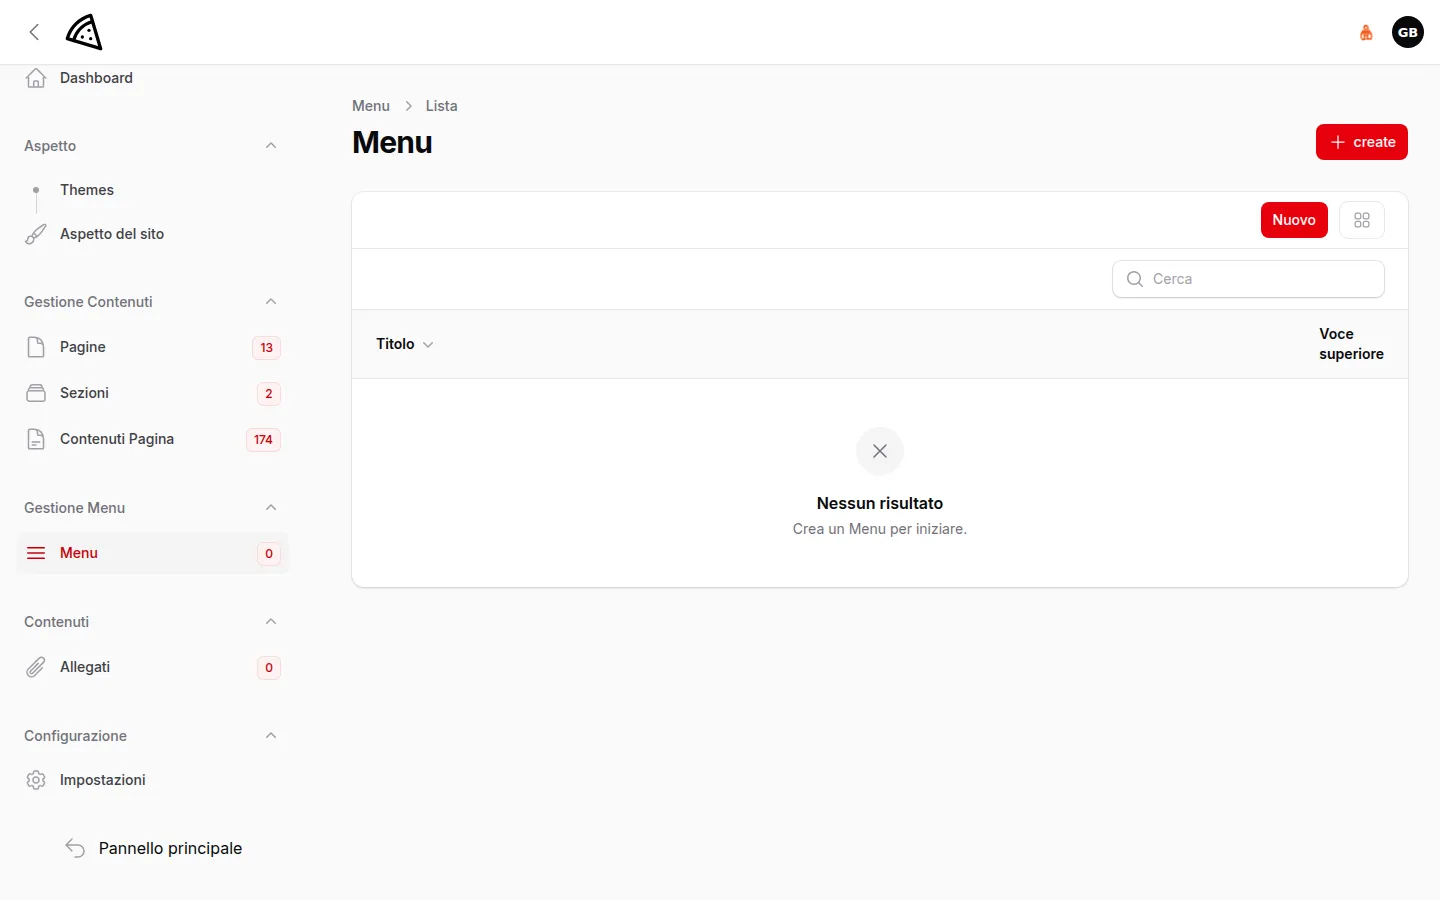 GB
Dashboard
Aspetto
Themes
Aspetto del sito
Gestione Contenuti
Pagine 13
Sezioni 2
Contenuti Pagina 174
Gestione Menu
Menu 0
Contenuti
Allegati 0
Configurazione
Impostazioni
Pannello principale
Menu > Lista
Menu
create
Nuovo
Cerca
Titolo
Voce
superiore
Nessun risultato
Crea un Menu per iniziare.